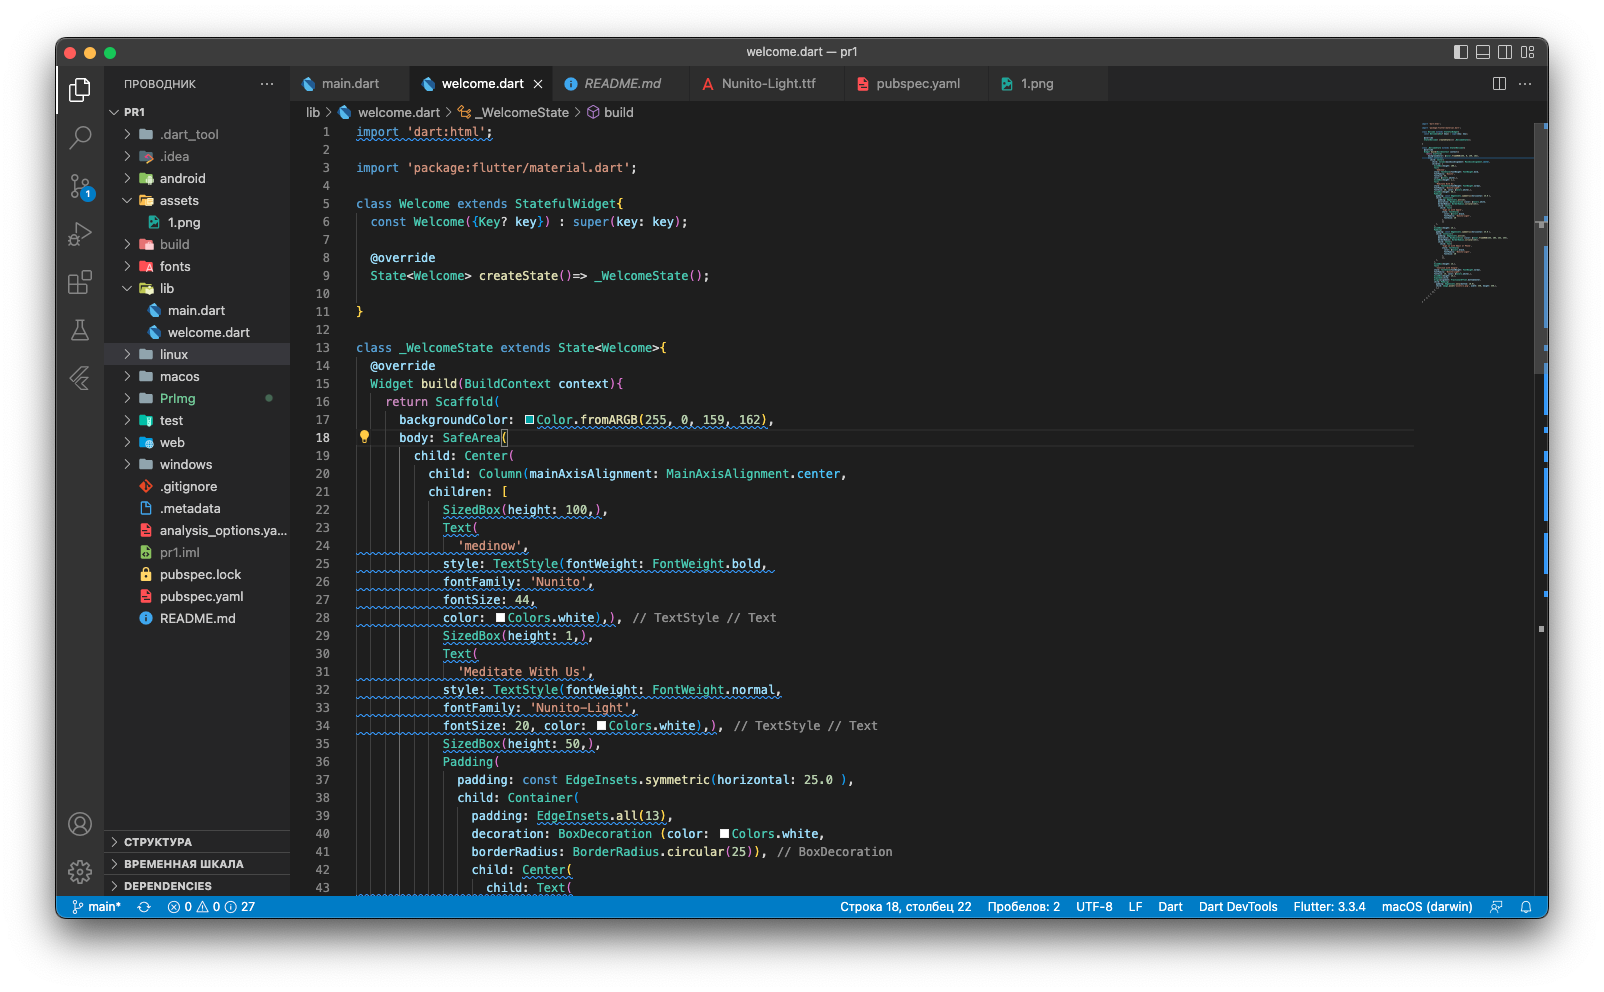 welcome.dart — pr1
ПРОВОДНИК
main.dart
welcome.dart
README.md
Nunito-Light.ttf
pubspec.yaml
1.png
lib > welcome.dart > _WelcomeState > build
PR1
.dart_tool
.idea
android
assets
1.png
build
fonts
lib
main.dart
welcome.dart
linux
macos
PrImg
test
web
windows
.gitignore
.metadata
analysis_options.ya...
pr1.iml
pubspec.lock
pubspec.yaml
README.md
СТРУКТУРА
ВРЕМЕННАЯ ШКАЛА
DEPENDENCIES
1
1 import 'dart:html';
2
3 import 'package:flutter/material.dart';
4
5 class Welcome extends StatefulWidget{
6 const Welcome({Key? key}) : super(key: key);
7
8 @override
9 State<Welcome> createState()=> _WelcomeState();
10
11 }
12
13 class _WelcomeState extends State<Welcome>{
14 @override
15 Widget build(BuildContext context){
16 return Scaffold(
17 backgroundColor: Color.fromARGB(255, 0, 159, 162),
18 body: SafeArea(
19 child: Center(
20 child: Column(mainAxisAlignment: MainAxisAlignment.center,
21 children: [
22 SizedBox(height: 100,),
23 Text(
24 'medinow',
25 style: TextStyle(fontWeight: FontWeight.bold,
26 fontFamily: 'Nunito',
27 fontSize: 44,
28 color: Colors.white),), // TextStyle // Text
29 SizedBox(height: 1,),
30 Text(
31 'Meditate With Us',
32 style: TextStyle(fontWeight: FontWeight.normal,
33 fontFamily: 'Nunito-Light',
34 fontSize: 20, color: Colors.white),), // TextStyle // Text
35 SizedBox(height: 50,),
36 Padding(
37 padding: const EdgeInsets.symmetric(horizontal: 25.0 ),
38 child: Container(
39 padding: EdgeInsets.all(13),
40 decoration: BoxDecoration (color: Colors.white,
41 borderRadius: BorderRadius.circular(25)), // BoxDecoration
42 child: Center(
43 child: Text(
main* 0 0 27
Строка 18, столбец 22 Пробелов: 2 UTF-8 LF Dart Dart DevTools Flutter: 3.3.4 macOS (darwin)